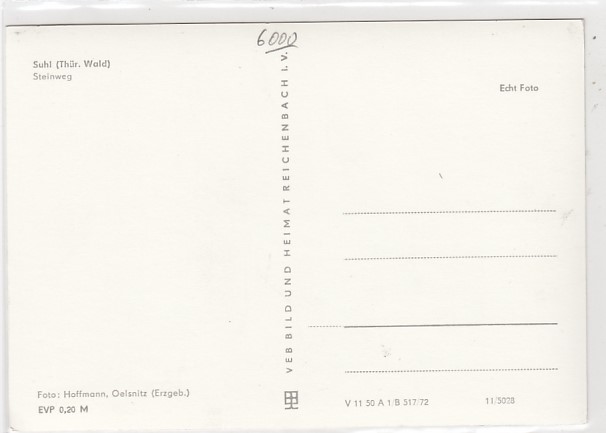 6000
Suhl (Thür. Wald)
Steinweg
Echt Foto
VEB BILD UND HEIMAT REICHENBACH I. V.
Foto: Hoffmann, Oelsnitz (Erzgeb.)
EVP 0,20 M
V 11 50 A 1/B 517/72
11/5028